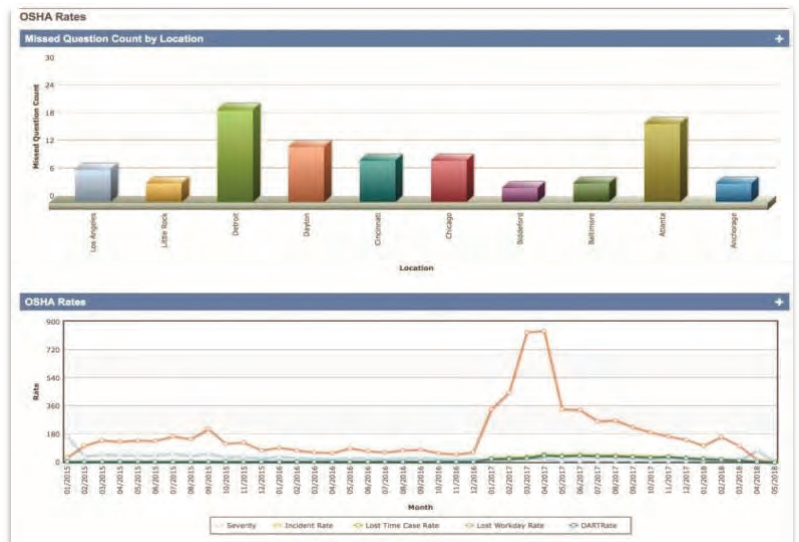 OSHA Rates
Missed Question Count by Location +
30
24
18
12
6
0
Missed Question Count
Los Angeles
Little Rock
Detroit
Dayton
Cincinnati
Chicago
Biddeford
Baltimore
Atlanta
Anchorage
Location
OSHA Rates +
900
720
540
360
180
0
Rate
01/2015
02/2015
03/2015
04/2015
05/2015
06/2015
07/2015
08/2015
09/2015
10/2015
11/2015
12/2015
01/2016
02/2016
03/2016
04/2016
05/2016
06/2016
07/2016
08/2016
09/2016
10/2016
11/2016
12/2016
01/2017
02/2017
03/2017
04/2017
05/2017
06/2017
07/2017
08/2017
09/2017
10/2017
11/2017
12/2017
01/2018
02/2018
03/2018
04/2018
05/2018
Month
Severity Incident Rate Lost Time Case Rate Lost Workday Rate DARTRate